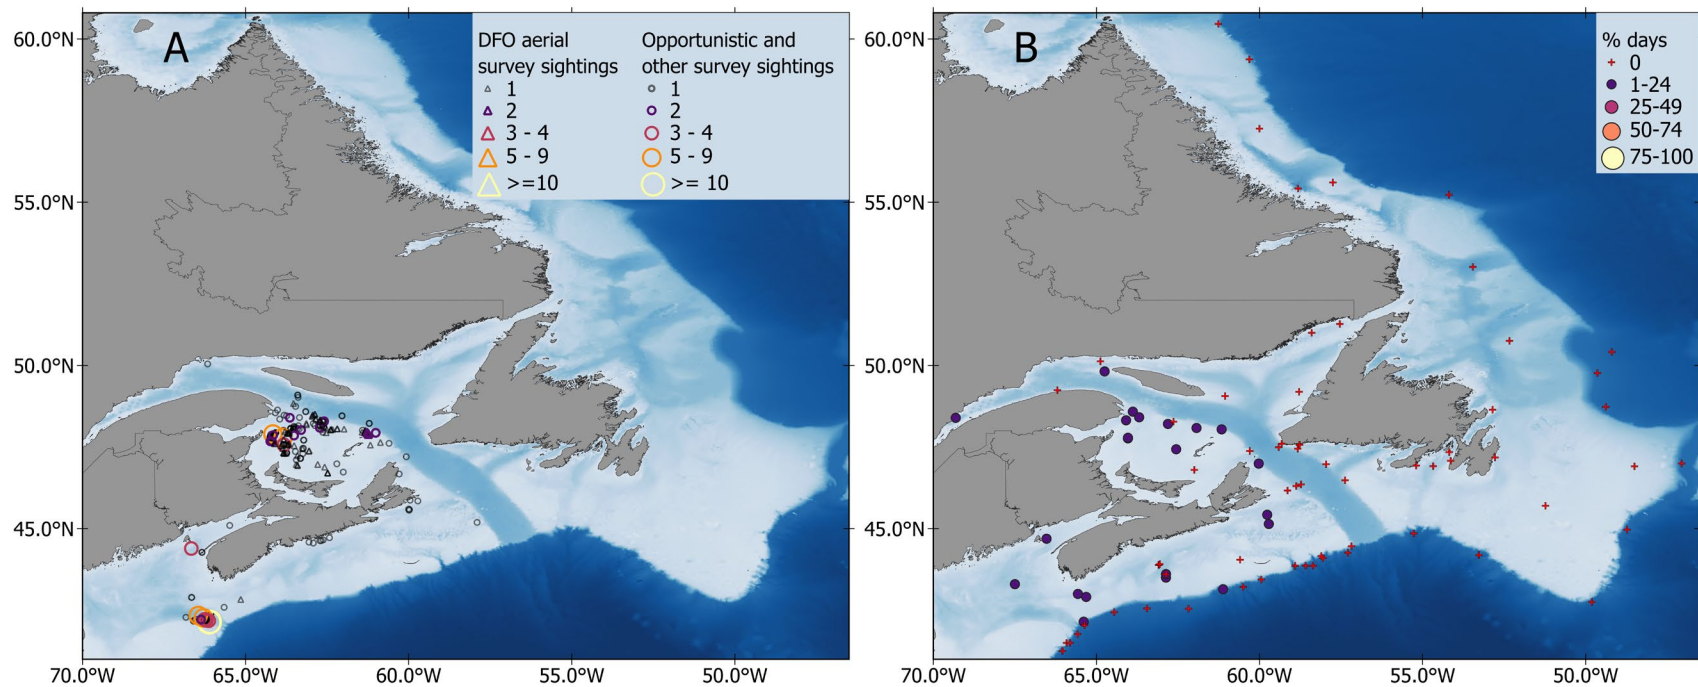 A
DFO aerial
survey sightings
1
2
3 - 4
5 - 9
>=10
Opportunistic and
other survey sightings
1
2
3 - 4
5 - 9
>= 10
60.0°N
55.0°N
50.0°N
45.0°N
70.0°W
65.0°W
60.0°W
55.0°W
50.0°W
B
% days
0
1-24
25-49
50-74
75-100
60.0°N
55.0°N
50.0°N
45.0°N
70.0°W
65.0°W
60.0°W
55.0°W
50.0°W